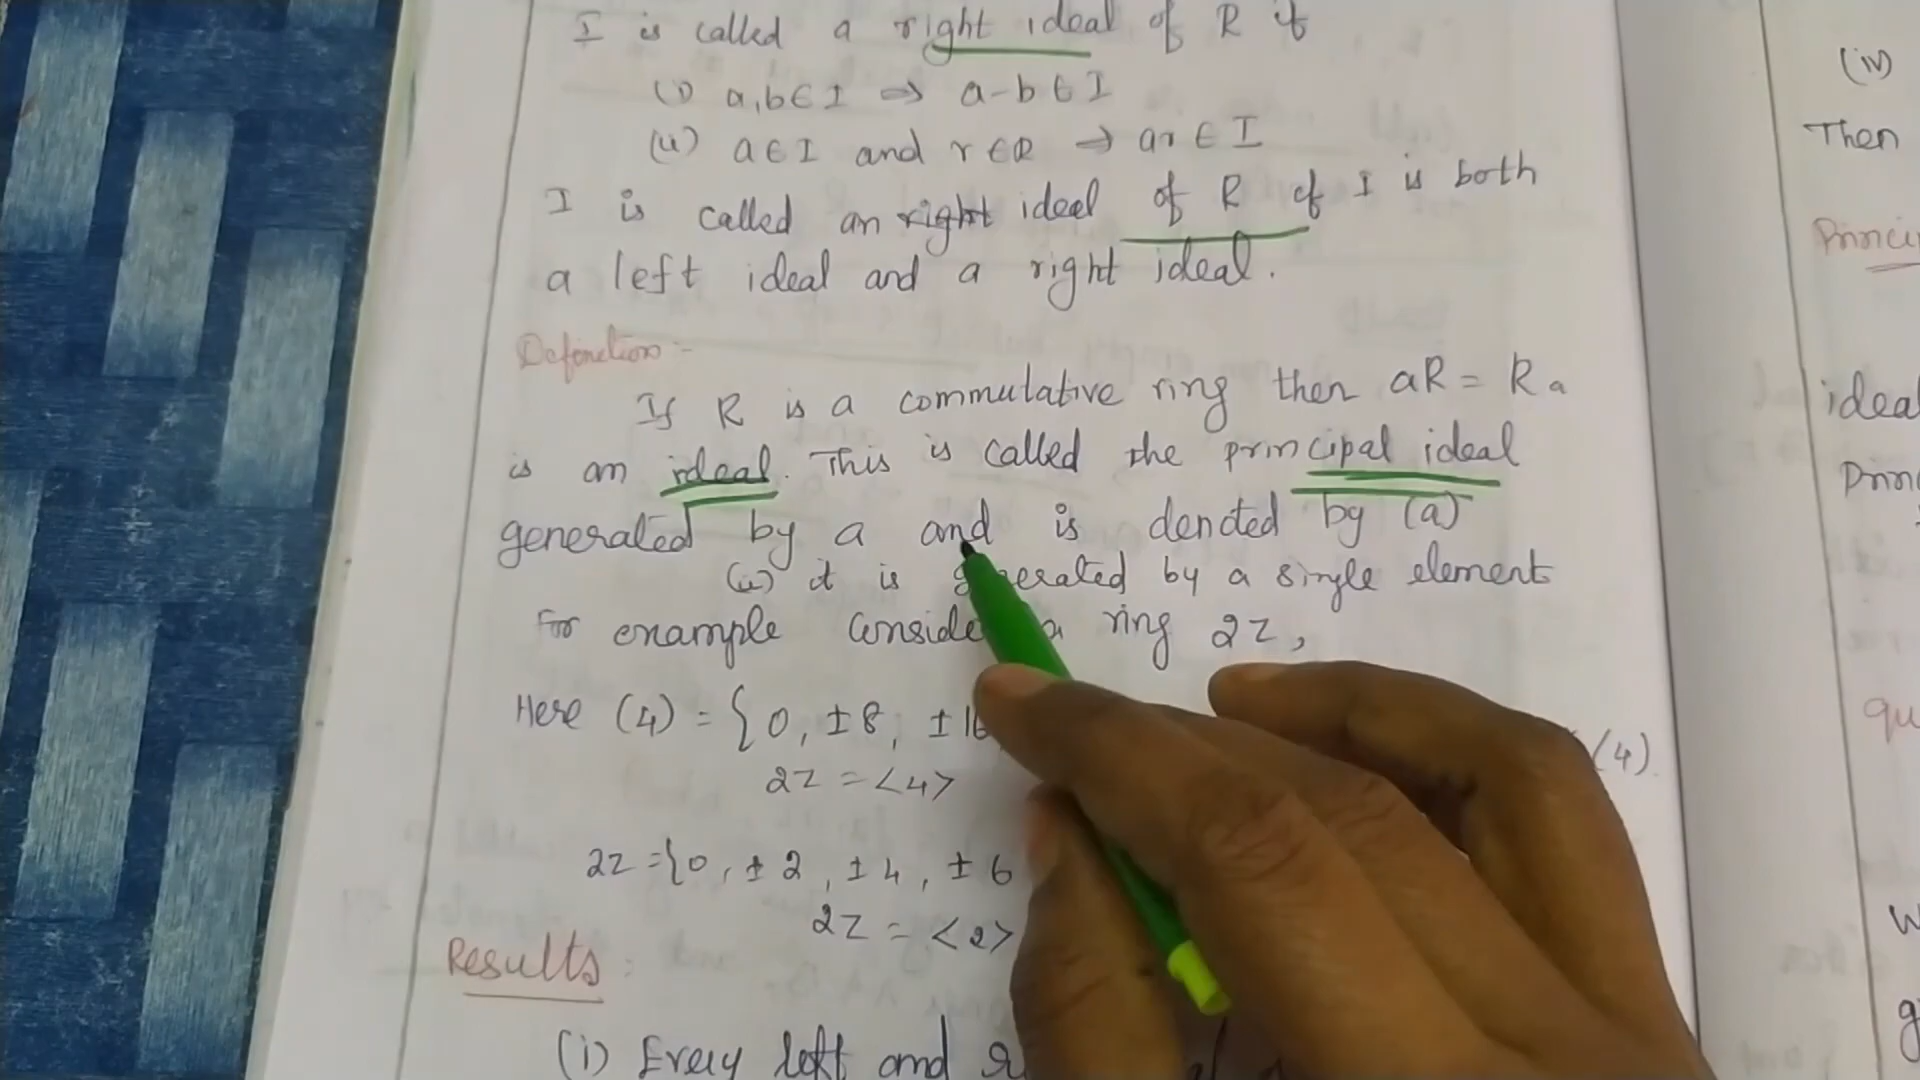 I is called a right ideal of R if
(i) a,b∈I ⇒ a-b∈I
(ii) a∈I and r∈R → ar∈I
I is called an right ideal of R if I is both
a left ideal and a right ideal.
Definition:-
If R is a commutative ring then aR = Ra
is an ideal. This is called the principal ideal
generated by a and is denoted by (a)
it is generated by a single element
For example Consider a ring 2Z,
Here (4) = {0, ±8, ±16
(4).
2Z = <4>
2Z = {0, ±2, ±4, ±6
2Z = <2>
Results:
(i) Every left and
(iv)
Then